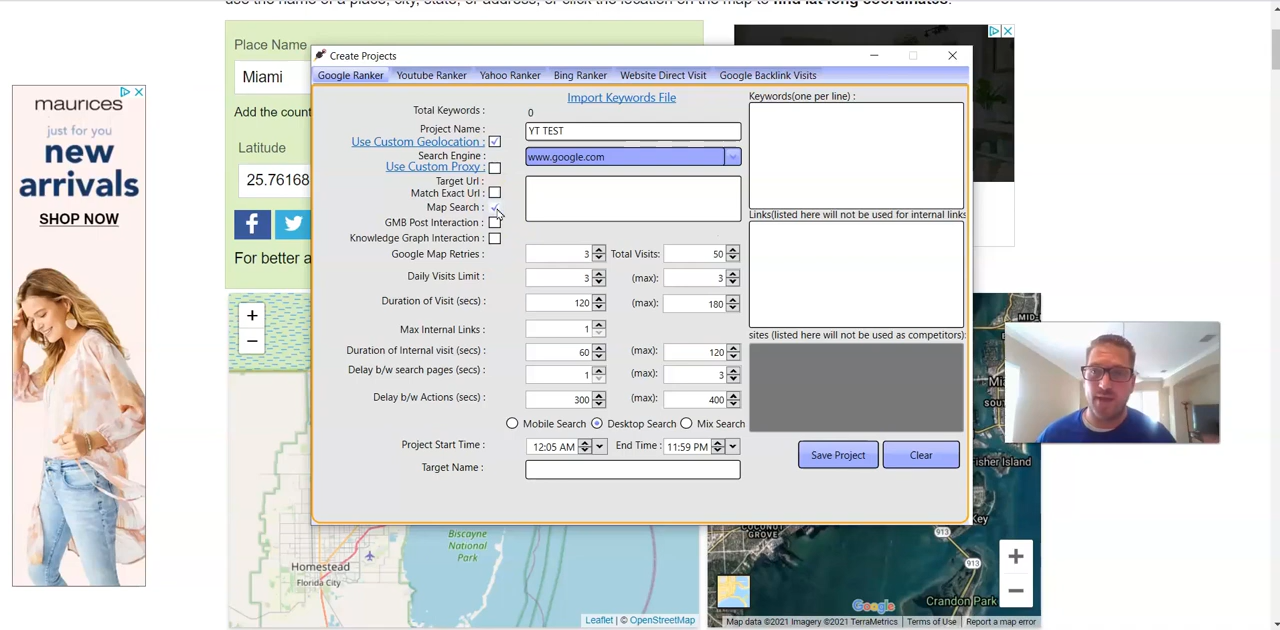 use the name of a place, city, state, or address, or click the location on the map to find lat long coordinates.
Place Name
Miami
Add the count
Latitude
25.76168
For better a
maurices
just for you
new
arrivals
SHOP NOW
Create Projects
Google Ranker
Youtube Ranker
Yahoo Ranker
Bing Ranker
Website Direct Visit
Google Backlink Visits
Import Keywords File
Total Keywords :
0
Project Name :
YT TEST
Use Custom Geolocation :
Search Engine :
www.google.com
Use Custom Proxy :
Target Url :
Match Exact Url :
Map Search :
GMB Post Interaction :
Knowledge Graph Interaction :
Google Map Retries :
3
Total Visits:
50
Daily Visits Limit :
3
(max):
3
Duration of Visit (secs) :
120
(max):
180
Max Internal Links :
1
Duration of Internal visit (secs) :
60
(max):
120
Delay b/w search pages (secs) :
1
(max):
3
Delay b/w Actions (secs) :
300
(max):
400
Mobile Search
Desktop Search
Mix Search
Project Start Time :
12:05 AM
End Time :
11:59 PM
Target Name :
Keywords(one per line) :
Links(listed here will not be used for internal links
sites (listed here will not be used as competitors):
Save Project
Clear
+
−
Homestead
Florida City
Biscayne
National
Park
Leaflet | © OpenStreetMap
COCONUT
GROVE
913
913
Fisher Island
Key
Crandon Park
+
−
Google
Map data ©2021 Imagery ©2021 TerraMetrics
Terms of Use
Report a map error